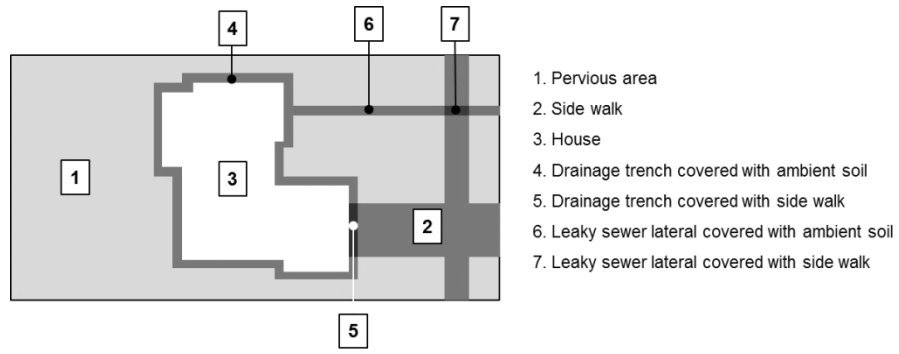 4
6
7
1
3
2
5
1. Pervious area
2. Side walk
3. House
4. Drainage trench covered with ambient soil
5. Drainage trench covered with side walk
6. Leaky sewer lateral covered with ambient soil
7. Leaky sewer lateral covered with side walk